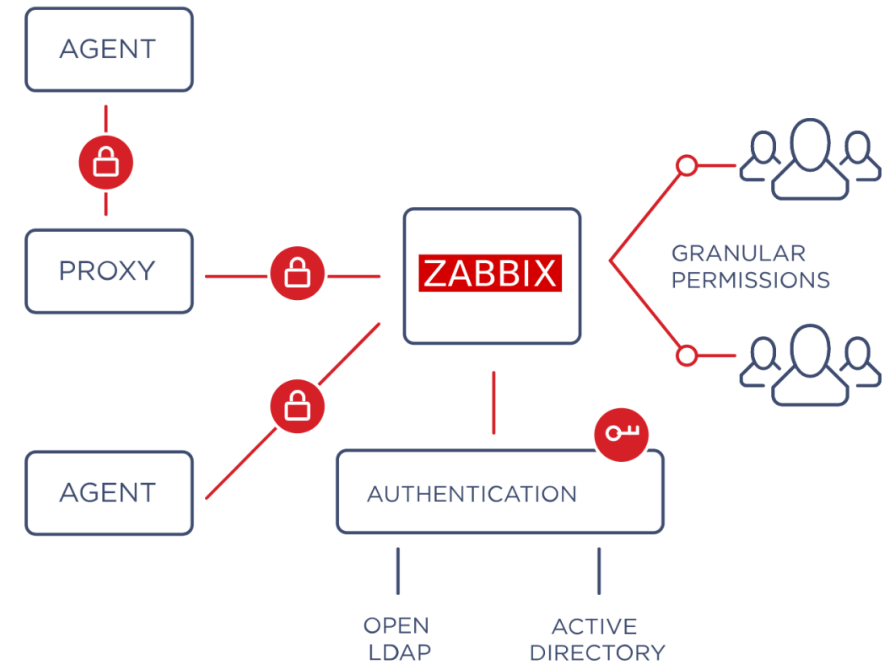 AGENT
PROXY
ZABBIX
GRANULAR
PERMISSIONS
AGENT
AUTHENTICATION
OPEN
LDAP
ACTIVE
DIRECTORY